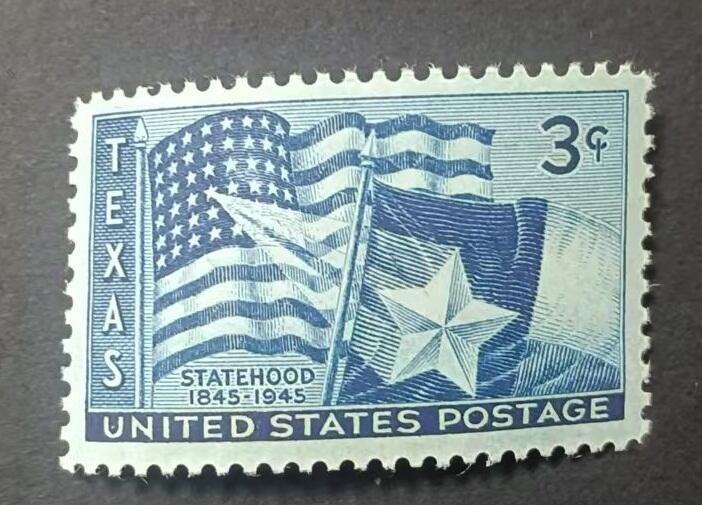 TEXAS
3¢
STATEHOOD
1845-1945
UNITED STATES POSTAGE